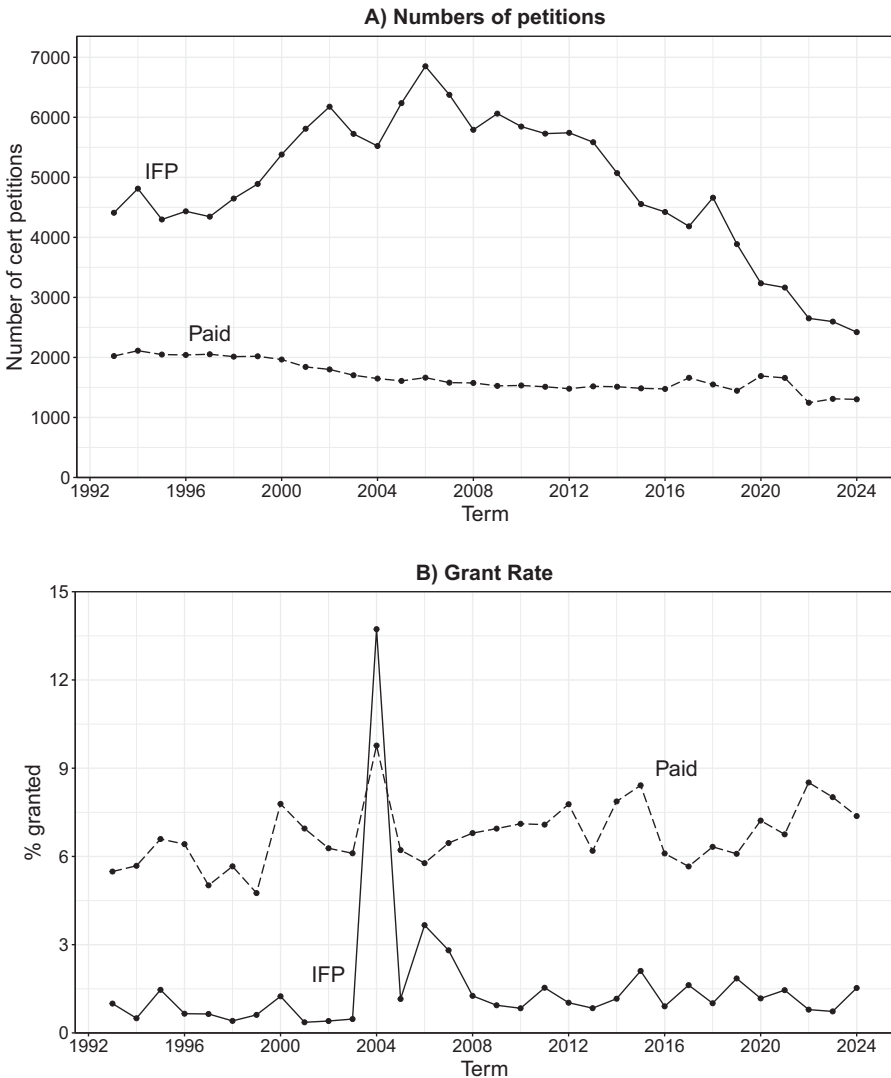 A) Numbers of petitions
7000
6000
5000
4000
3000
2000
1000
0
Number of cert petitions
IFP
Paid
1992 1996 2000 2004 2008 2012 2016 2020 2024
Term
B) Grant Rate
15
12
9
6
3
0
% granted
Paid
IFP
1992 1996 2000 2004 2008 2012 2016 2020 2024
Term